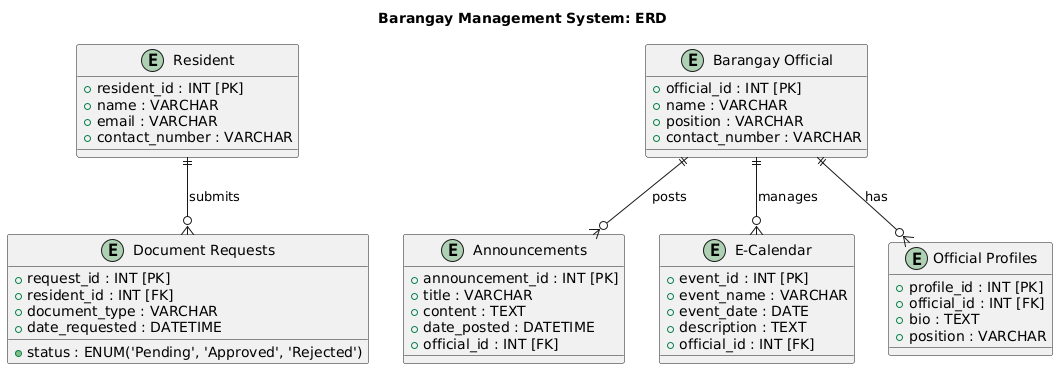 Barangay Management System: ERD
E Resident
resident_id : INT [PK]
name : VARCHAR
email : VARCHAR
contact_number : VARCHAR
E Barangay Official
official_id : INT [PK]
name : VARCHAR
position : VARCHAR
contact_number : VARCHAR
submits
posts
manages
has
E Document Requests
request_id : INT [PK]
resident_id : INT [FK]
document_type : VARCHAR
date_requested : DATETIME
status : ENUM('Pending', 'Approved', 'Rejected')
E Announcements
announcement_id : INT [PK]
title : VARCHAR
content : TEXT
date_posted : DATETIME
official_id : INT [FK]
E E-Calendar
event_id : INT [PK]
event_name : VARCHAR
event_date : DATE
description : TEXT
official_id : INT [FK]
E Official Profiles
profile_id : INT [PK]
official_id : INT [FK]
bio : TEXT
position : VARCHAR